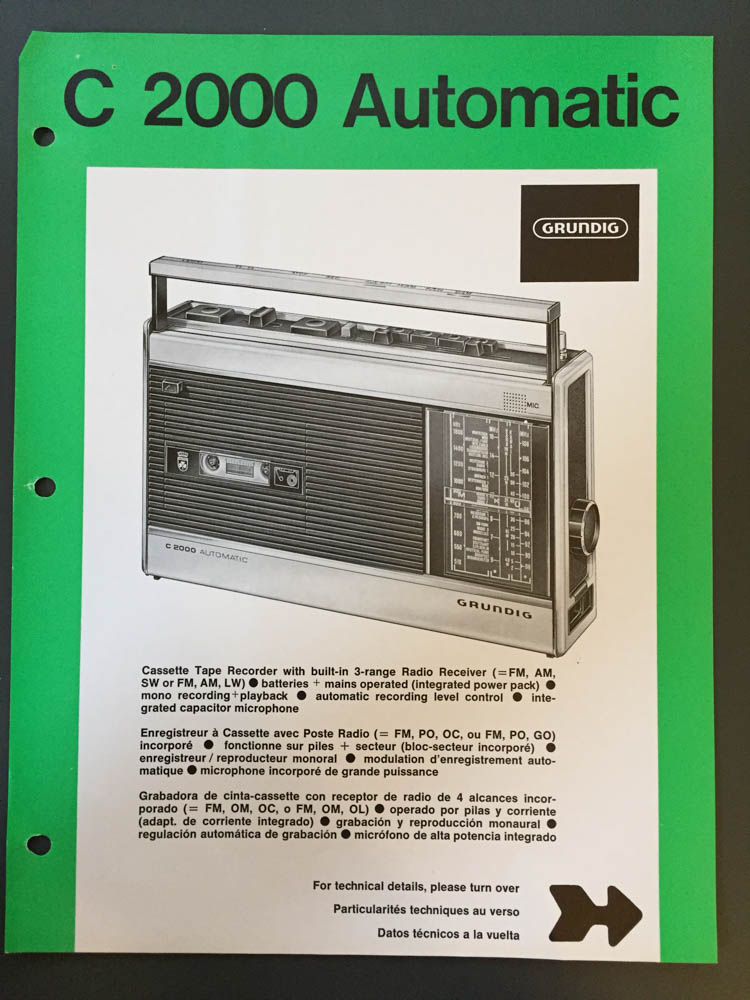 C 2000 Automatic
GRUNDIG
MIC
C 2000 AUTOMATIC
GRUNDIG
Cassette Tape Recorder with built-in 3-range Radio Receiver (=FM, AM,
SW or FM, AM, LW) ● batteries + mains operated (integrated power pack) ●
mono recording+playback ● automatic recording level control ● inte-
grated capacitor microphone
Enregistreur à Cassette avec Poste Radio (= FM, PO, OC, ou FM, PO, GO)
incorporé ● fonctionne sur piles + secteur (bloc-secteur incorporé) ●
enregistreur / reproducteur monoral ● modulation d'enregistrement auto-
matique ● microphone incorporé de grande puissance
Grabadora de cinta-cassette con receptor de radio de 4 alcances incor-
porado (= FM, OM, OC, o FM, OM, OL) ● operado por pilas y corriente
(adapt. de corriente integrado) ● grabación y reproducción monaural ●
regulación automática de grabación ● micrófono de alta potencia integrado
For technical details, please turn over
Particularités techniques au verso
Datos técnicos a la vuelta